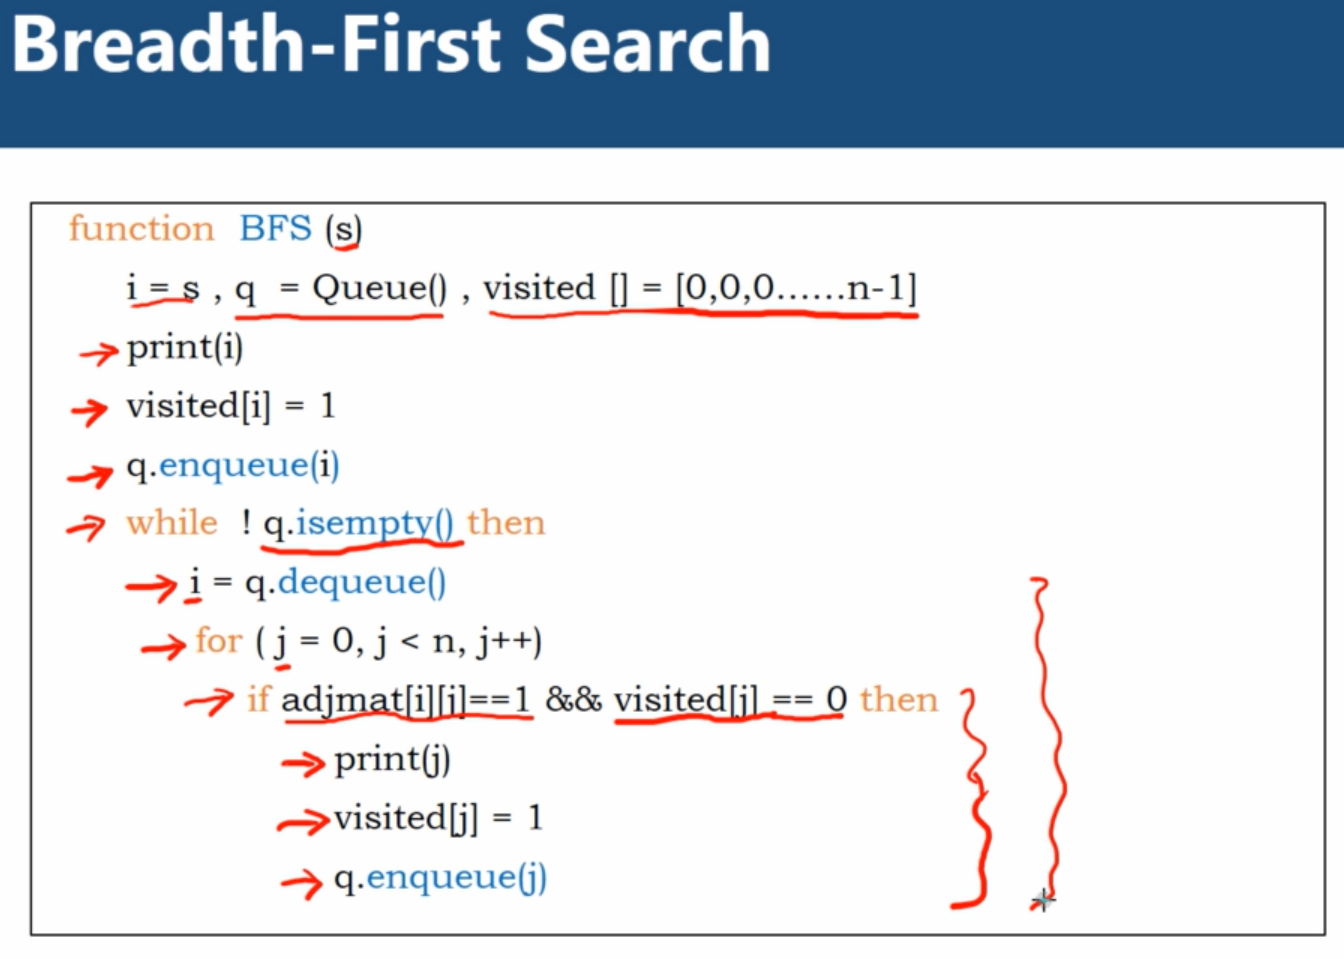 Breadth-First Search
function BFS (s)
i = s , q = Queue() , visited [] = [0,0,0......n-1]
print(i)
visited[i] = 1
q.enqueue(i)
while ! q.isempty() then
i = q.dequeue()
for ( j = 0, j < n, j++)
if adjmat[i][j]==1 && visited[j] == 0 then
print(j)
visited[j] = 1
q.enqueue(j)